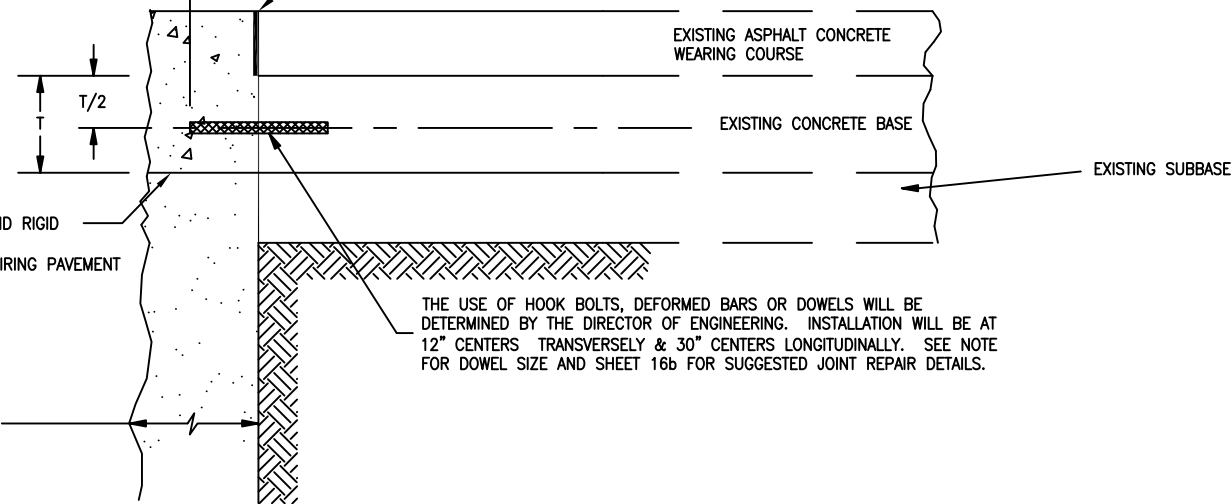 EXISTING ASPHALT CONCRETE
WEARING COURSE
T/2
T
EXISTING CONCRETE BASE
EXISTING SUBBASE
RIGID
PAVEMENT
THE USE OF HOOK BOLTS, DEFORMED BARS OR DOWELS WILL BE
DETERMINED BY THE DIRECTOR OF ENGINEERING. INSTALLATION WILL BE AT
12" CENTERS TRANSVERSELY & 30" CENTERS LONGITUDINALLY. SEE NOTE
FOR DOWEL SIZE AND SHEET 16b FOR SUGGESTED JOINT REPAIR DETAILS.